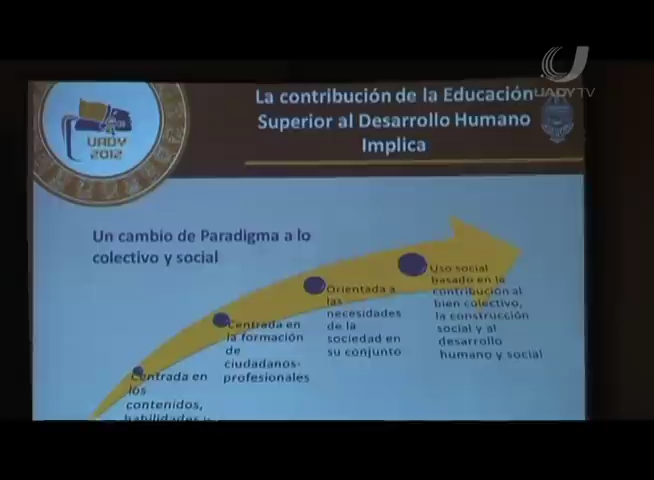 UADYTV
La contribución de la Educación
Superior al Desarrollo Humano
Implica
UADY
2012
Un cambio de Paradigma a lo
colectivo y social
Centrada en
los
contenidos,
habilidades y
Centrada en
la formación
de
ciudadanos-
profesionales
Orientada a
las
necesidades
de la
sociedad en
su conjunto
Uso social
basado en la
contribución al
bien colectivo,
la construcción
social y al
desarrollo
humano y social